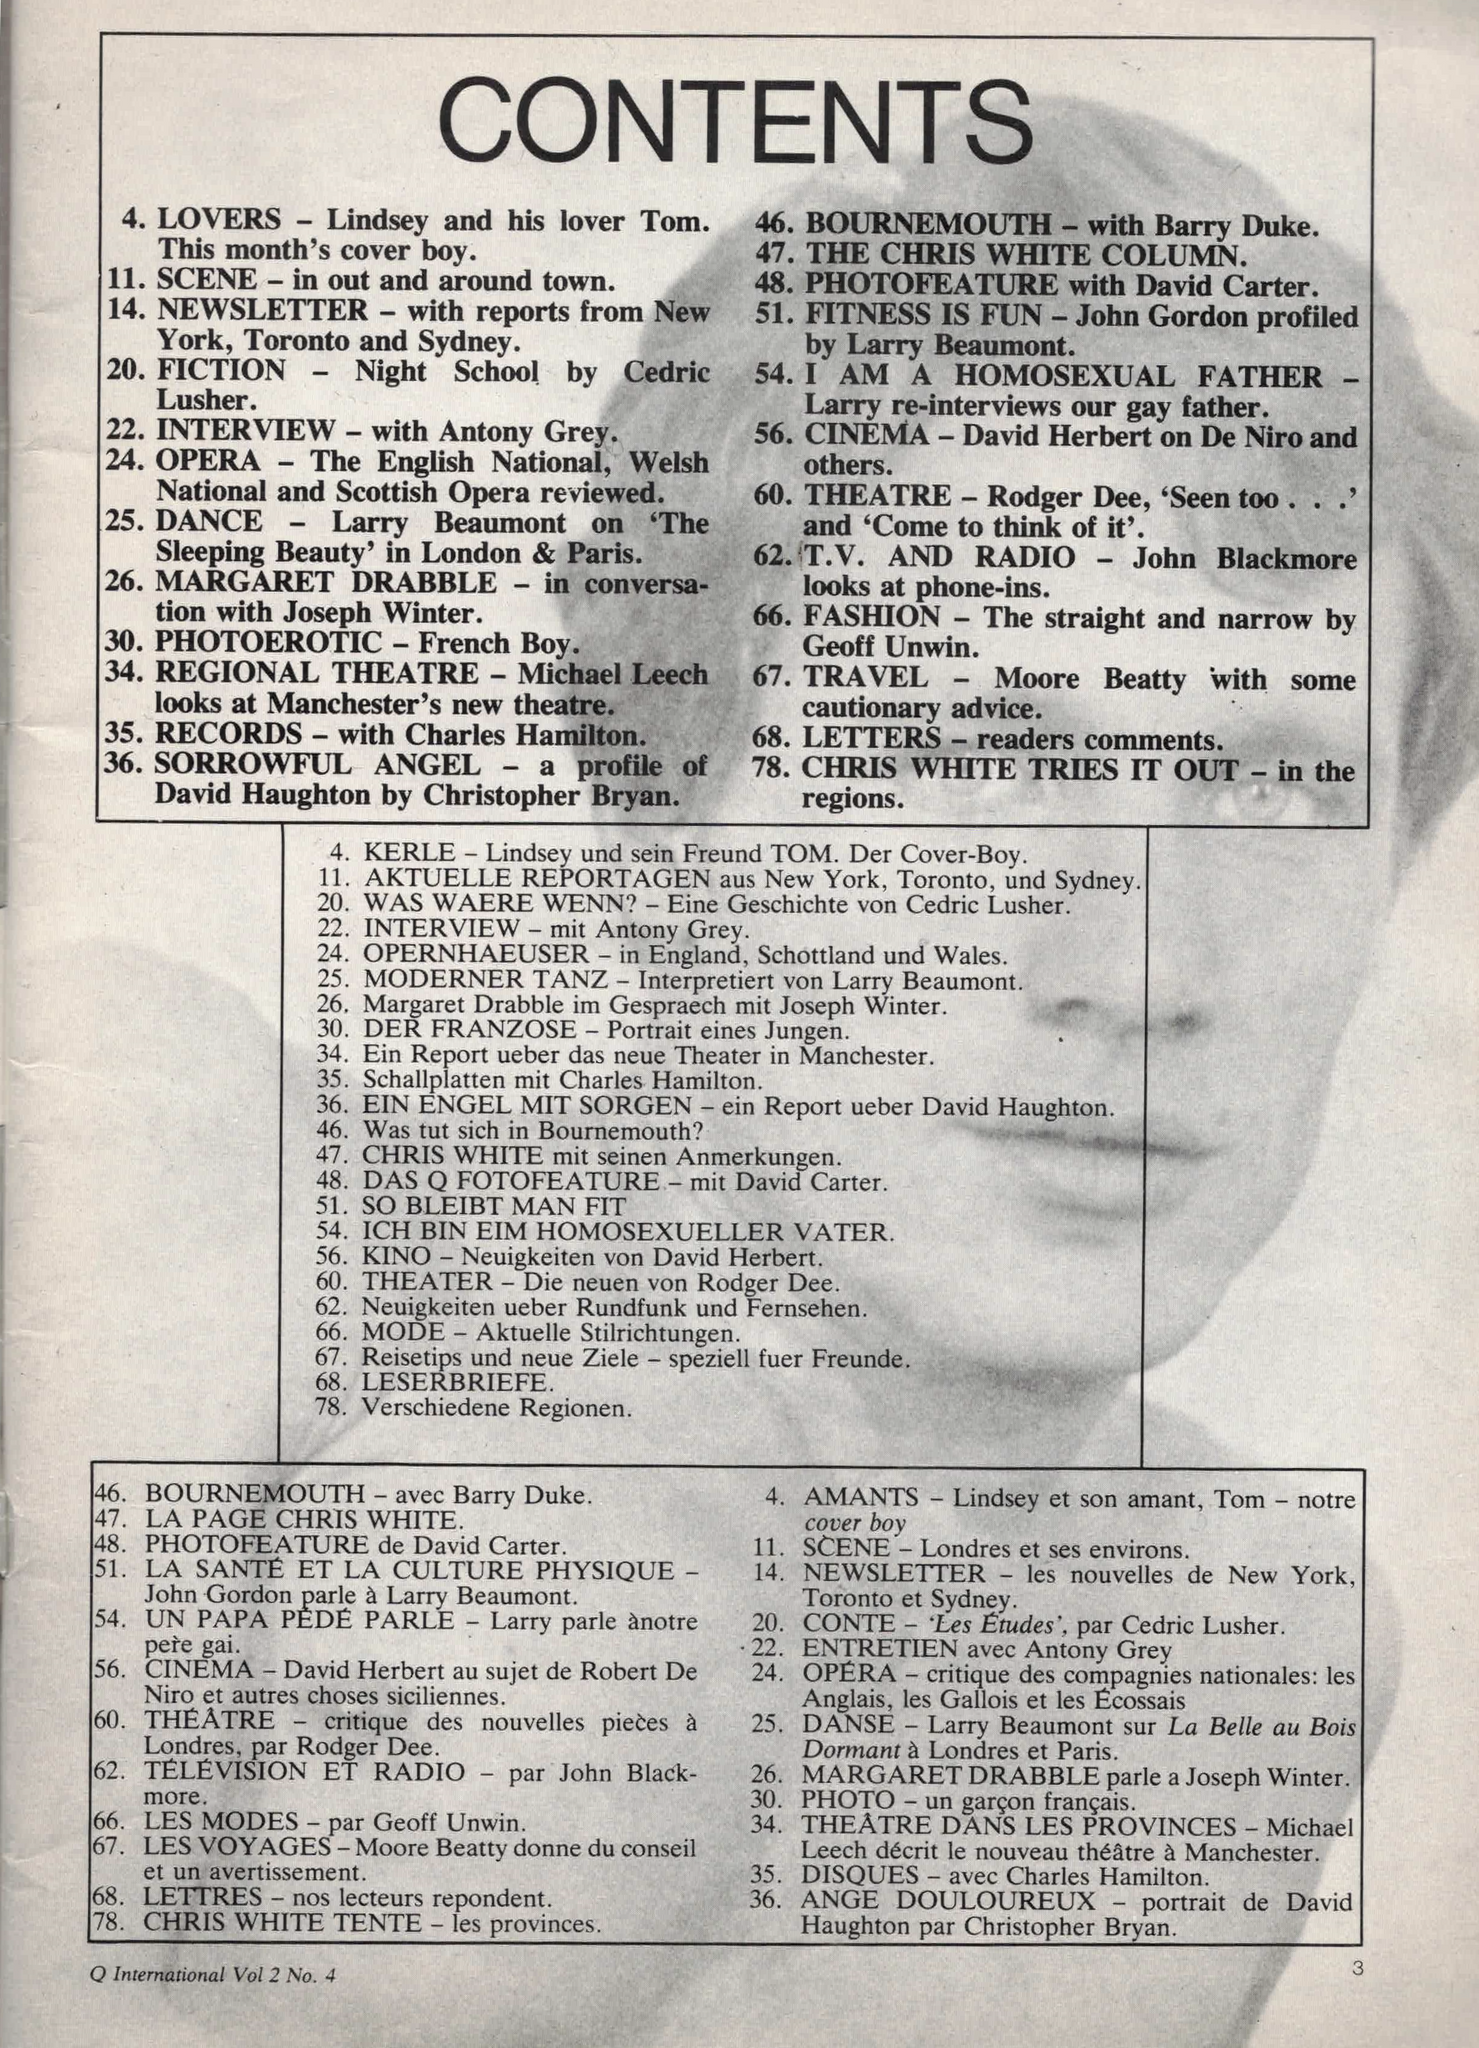 CONTENTS
4. LOVERS – Lindsey and his lover Tom.
This month's cover boy.
11. SCENE – in out and around town.
14. NEWSLETTER – with reports from New
York, Toronto and Sydney.
20. FICTION – Night School by Cedric
Lusher.
22. INTERVIEW – with Antony Grey.
24. OPERA – The English National, Welsh
National and Scottish Opera reviewed.
25. DANCE – Larry Beaumont on 'The
Sleeping Beauty' in London & Paris.
26. MARGARET DRABBLE – in conversa-
tion with Joseph Winter.
30. PHOTOEROTIC – French Boy.
34. REGIONAL THEATRE – Michael Leech
looks at Manchester's new theatre.
35. RECORDS – with Charles Hamilton.
36. SORROWFUL ANGEL – a profile of
David Haughton by Christopher Bryan.
46. BOURNEMOUTH – with Barry Duke.
47. THE CHRIS WHITE COLUMN.
48. PHOTOFEATURE with David Carter.
51. FITNESS IS FUN – John Gordon profiled
by Larry Beaumont.
54. I AM A HOMOSEXUAL FATHER –
Larry re-interviews our gay father.
56. CINEMA – David Herbert on De Niro and
others.
60. THEATRE – Rodger Dee, 'Seen too . . .'
and 'Come to think of it'.
62. T.V. AND RADIO – John Blackmore
looks at phone-ins.
66. FASHION – The straight and narrow by
Geoff Unwin.
67. TRAVEL – Moore Beatty with some
cautionary advice.
68. LETTERS – readers comments.
78. CHRIS WHITE TRIES IT OUT – in the
regions.
4. KERLE – Lindsey und sein Freund TOM. Der Cover-Boy.
11. AKTUELLE REPORTAGEN aus New York, Toronto, und Sydney.
20. WAS WAERE WENN? – Eine Geschichte von Cedric Lusher.
22. INTERVIEW – mit Antony Grey.
24. OPERNHAEUSER – in England, Schottland und Wales.
25. MODERNER TANZ – Interpretiert von Larry Beaumont.
26. Margaret Drabble im Gespraech mit Joseph Winter.
30. DER FRANZOSE – Portrait eines Jungen.
34. Ein Report ueber das neue Theater in Manchester.
35. Schallplatten mit Charles Hamilton.
36. EIN ENGEL MIT SORGEN – ein Report ueber David Haughton.
46. Was tut sich in Bournemouth?
47. CHRIS WHITE mit seinen Anmerkungen.
48. DAS Q FOTOFEATURE – mit David Carter.
51. SO BLEIBT MAN FIT
54. ICH BIN EIM HOMOSEXUELLER VATER.
56. KINO – Neuigkeiten von David Herbert.
60. THEATER – Die neuen von Rodger Dee.
62. Neuigkeiten ueber Rundfunk und Fernsehen.
66. MODE – Aktuelle Stilrichtungen.
67. Reisetips und neue Ziele – speziell fuer Freunde.
68. LESERBRIEFE.
78. Verschiedene Regionen.
46. BOURNEMOUTH – avec Barry Duke.
47. LA PAGE CHRIS WHITE.
48. PHOTOFEATURE de David Carter.
51. LA SANTÉ ET LA CULTURE PHYSIQUE –
John Gordon parle à Larry Beaumont.
54. UN PAPA PÉDÉ PARLE – Larry parle ànotre
peře gai.
56. CINÉMA – David Herbert au sujet de Robert De
Niro et autres choses siciliennes.
60. THÉÂTRE – critique des nouvelles piečes à
Londres, par Rodger Dee.
62. TÉLÉVISION ET RADIO – par John Black-
more.
66. LES MODES – par Geoff Unwin.
67. LES VOYAGES – Moore Beatty donne du conseil
et un avertissement.
68. LETTRES – nos lecteurs repondent.
78. CHRIS WHITE TENTE – les provinces.
4. AMANTS – Lindsey et son amant, Tom – notre
cover boy
11. SCÈNE – Londres et ses environs.
14. NEWSLETTER – les nouvelles de New York,
Toronto et Sydney.
20. CONTE – 'Les Études', par Cedric Lusher.
22. ENTRETIEN avec Antony Grey
24. OPÉRA – critique des compagnies nationales: les
Anglais, les Gallois et les Écossais
25. DANSE – Larry Beaumont sur La Belle au Bois
Dormant à Londres et Paris.
26. MARGARET DRABBLE parle a Joseph Winter.
30. PHOTO – un garçon français.
34. THÉÂTRE DANS LES PROVINCES – Michael
Leech décrit le nouveau théâtre à Manchester.
35. DISQUES – avec Charles Hamilton.
36. ANGE DOULOUREUX – portrait de David
Haughton par Christopher Bryan.
Q International Vol 2 No. 4
3